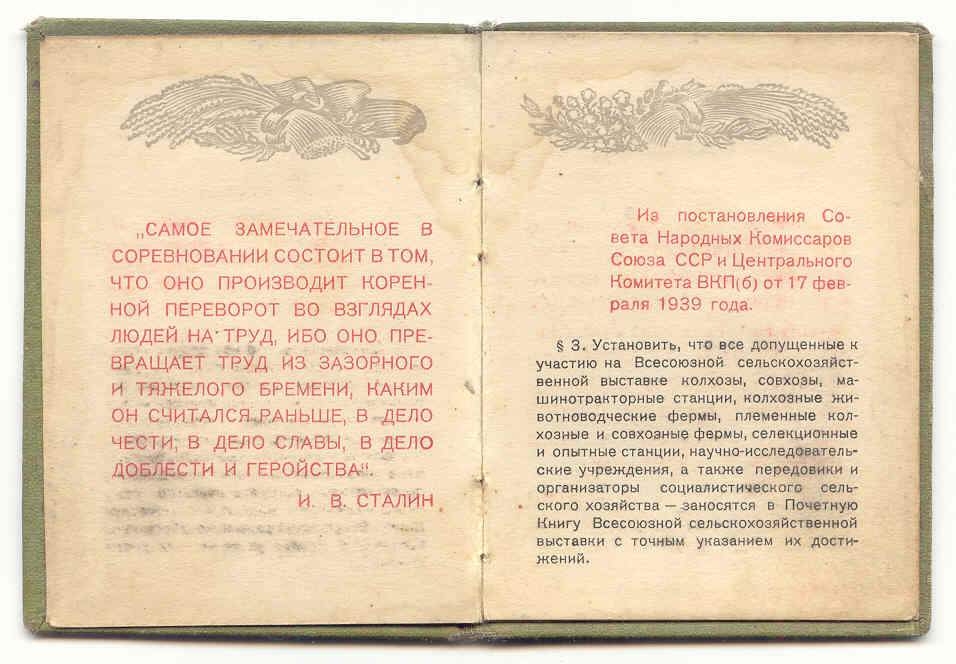 „САМОЕ ЗАМЕЧАТЕЛЬНОЕ В
СОРЕВНОВАНИИ СОСТОИТ В ТОМ,
ЧТО ОНО ПРОИЗВОДИТ КОРЕН-
НОЙ ПЕРЕВОРОТ ВО ВЗГЛЯДАХ
ЛЮДЕЙ НА ТРУД, ИБО ОНО ПРЕ-
ВРАЩАЕТ ТРУД ИЗ ЗАЗОРНОГО
И ТЯЖЕЛОГО БРЕМЕНИ, КАКИМ
ОН СЧИТАЛСЯ РАНЬШЕ, В ДЕЛО
ЧЕСТИ, В ДЕЛО СЛАВЫ, В ДЕЛО
ДОБЛЕСТИ И ГЕРОЙСТВА“.
И. В. СТАЛИН
Из постановления Со-
вета Народных Комиссаров
Союза ССР и Центрального
Комитета ВКП(б) от 17 фев-
раля 1939 года.
§ 3. Установить, что все допущенные к
участию на Всесоюзной сельскохозяйст-
венной выставке колхозы, совхозы, ма-
шинотракторные станции, колхозные жи-
вотноводческие фермы, племенные кол-
хозные и совхозные фермы, селекционные
и опытные станции, научно-исследователь-
ские учреждения, а также передовики и
организаторы социалистического сель-
ского хозяйства — заносятся в Почетную
Книгу Всесоюзной сельскохозяйственной
выставки с точным указанием их дости-
жений.